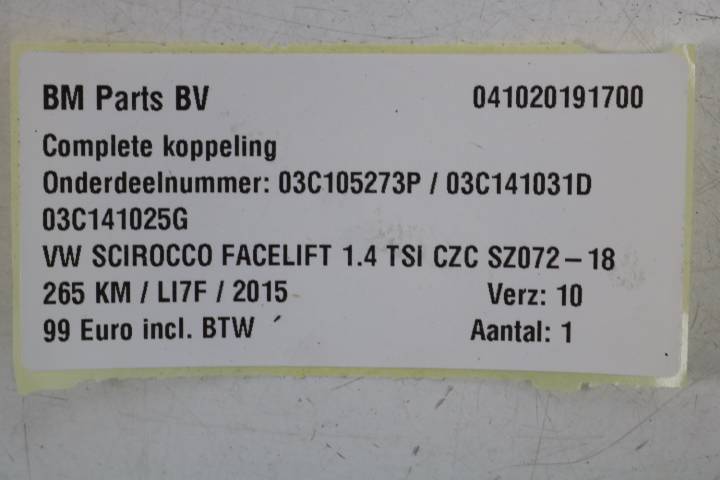 BM Parts BV 041020191700
Complete koppeling
Onderdeelnummer: 03C105273P / 03C141031D
03C141025G
VW SCIROCCO FACELIFT 1.4 TSI CZC SZ072-18
265 KM / LI7F / 2015 Verz: 10
99 Euro incl. BTW Aantal: 1